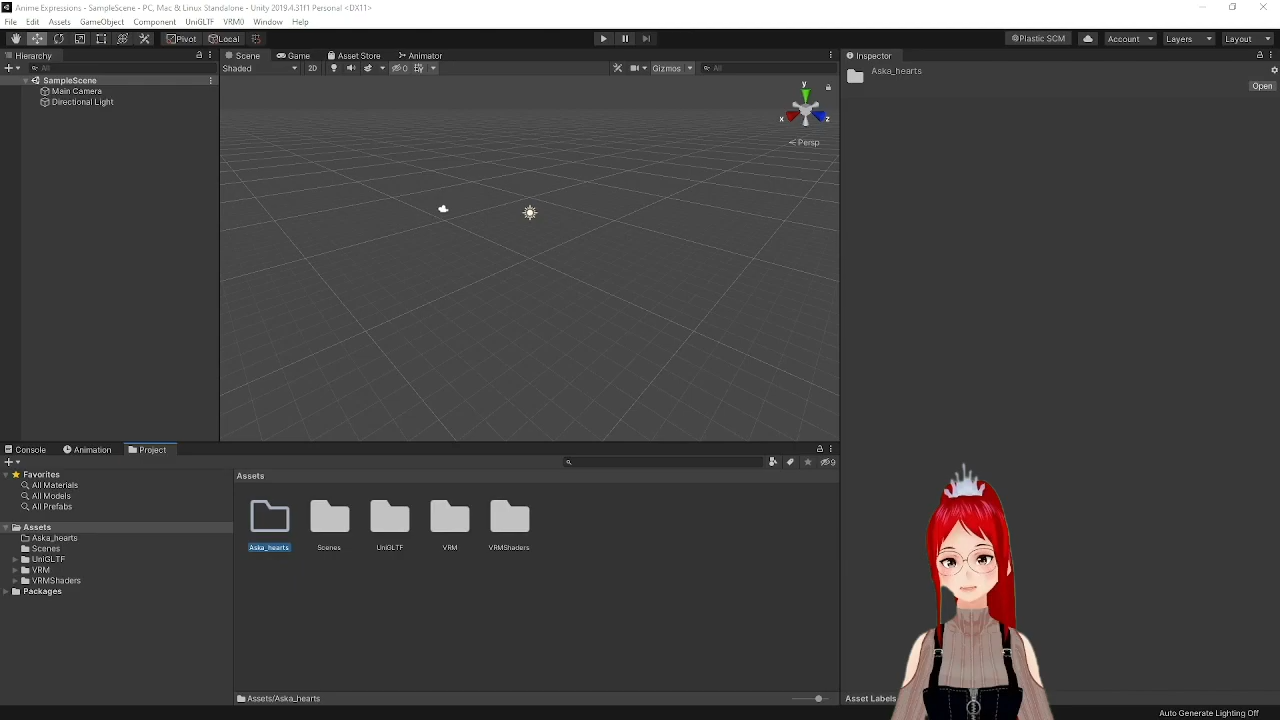 Anime Expressions - SampleScene - PC, Mac & Linux Standalone - Unity 2019.4.31f1 Personal <DX11>
File Edit Assets GameObject Component UniGLTF VRM0 Window Help
Pivot Local Plastic SCM Account Layers Layout
Hierarchy
All
SampleScene
Main Camera
Directional Light
Scene Game Asset Store Animator
Shaded 2D 0 Gizmos All
y
x z
Persp
Inspector
Aska_hearts
Open
Console Animation Project
9
Favorites
All Materials
All Models
All Prefabs
Assets
Aska_hearts
Scenes
UniGLTF
VRM
VRMShaders
Packages
Assets
Aska_hearts Scenes UniGLTF VRM VRMShaders
Assets/Aska_hearts
Asset Labels
Auto Generate Lighting Off